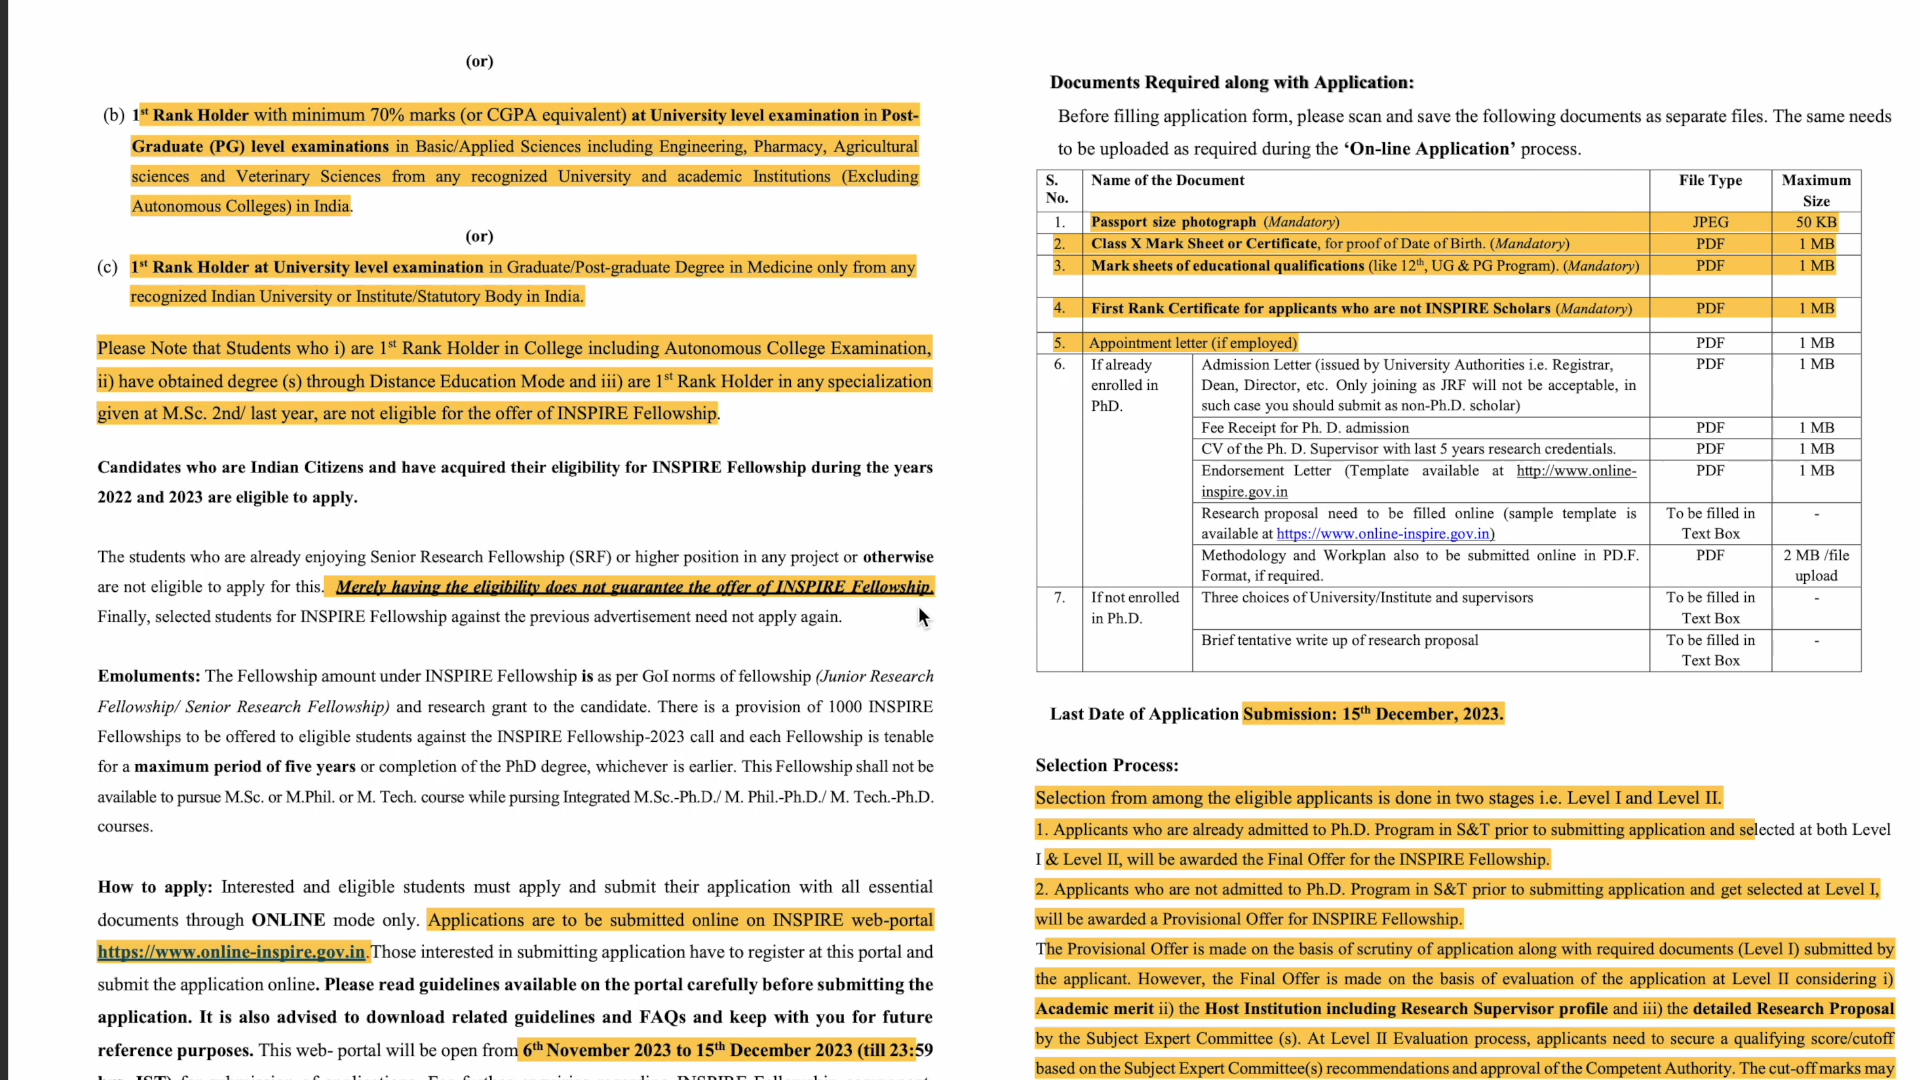 (or)
(b) 1st Rank Holder with minimum 70% marks (or CGPA equivalent) at University level examination in Post-
Graduate (PG) level examinations in Basic/Applied Sciences including Engineering, Pharmacy, Agricultural
sciences and Veterinary Sciences from any recognized University and academic Institutions (Excluding
Autonomous Colleges) in India.
(or)
(c) 1st Rank Holder at University level examination in Graduate/Post-graduate Degree in Medicine only from any
recognized Indian University or Institute/Statutory Body in India.
Please Note that Students who i) are 1st Rank Holder in College including Autonomous College Examination,
ii) have obtained degree (s) through Distance Education Mode and iii) are 1st Rank Holder in any specialization
given at M.Sc. 2nd/ last year, are not eligible for the offer of INSPIRE Fellowship.
Candidates who are Indian Citizens and have acquired their eligibility for INSPIRE Fellowship during the years
2022 and 2023 are eligible to apply.
The students who are already enjoying Senior Research Fellowship (SRF) or higher position in any project or otherwise
are not eligible to apply for this. Merely having the eligibility does not guarantee the offer of INSPIRE Fellowship.
Finally, selected students for INSPIRE Fellowship against the previous advertisement need not apply again.
Emoluments: The Fellowship amount under INSPIRE Fellowship is as per GoI norms of fellowship (Junior Research
Fellowship/ Senior Research Fellowship) and research grant to the candidate. There is a provision of 1000 INSPIRE
Fellowships to be offered to eligible students against the INSPIRE Fellowship-2023 call and each Fellowship is tenable
for a maximum period of five years or completion of the PhD degree, whichever is earlier. This Fellowship shall not be
available to pursue M.Sc. or M.Phil. or M. Tech. course while pursing Integrated M.Sc.-Ph.D./ M. Phil.-Ph.D./ M. Tech.-Ph.D.
courses.
How to apply: Interested and eligible students must apply and submit their application with all essential
documents through ONLINE mode only. Applications are to be submitted online on INSPIRE web-portal
https://www.online-inspire.gov.in.Those interested in submitting application have to register at this portal and
submit the application online. Please read guidelines available on the portal carefully before submitting the
application. It is also advised to download related guidelines and FAQs and keep with you for future
reference purposes. This web- portal will be open from 6th November 2023 to 15th December 2023 (till 23:59
hrs. IST) for submission of applications. For further enquiries regarding INSPIRE Fellowship component,
Documents Required along with Application:
Before filling application form, please scan and save the following documents as separate files. The same needs
to be uploaded as required during the ‘On-line Application’ process.
S. No. Name of the Document File Type Maximum Size
1. Passport size photograph (Mandatory) JPEG 50 KB
2. Class X Mark Sheet or Certificate, for proof of Date of Birth. (Mandatory) PDF 1 MB
3. Mark sheets of educational qualifications (like 12th, UG & PG Program). (Mandatory) PDF 1 MB
4. First Rank Certificate for applicants who are not INSPIRE Scholars (Mandatory) PDF 1 MB
5. Appointment letter (if employed) PDF 1 MB
6. If already enrolled in PhD. Admission Letter (issued by University Authorities i.e. Registrar, PDF 1 MB
Dean, Director, etc. Only joining as JRF will not be acceptable, in
such case you should submit as non-Ph.D. scholar)
Fee Receipt for Ph. D. admission PDF 1 MB
CV of the Ph. D. Supervisor with last 5 years research credentials. PDF 1 MB
Endorsement Letter (Template available at http://www.online- PDF 1 MB
inspire.gov.in
Research proposal need to be filled online (sample template is To be filled in -
available at https://www.online-inspire.gov.in) Text Box
Methodology and Workplan also to be submitted online in PD.F. PDF 2 MB /file
Format, if required. upload
7. If not enrolled in Ph.D. Three choices of University/Institute and supervisors To be filled in -
Text Box
Brief tentative write up of research proposal To be filled in -
Text Box
Last Date of Application Submission: 15th December, 2023.
Selection Process:
Selection from among the eligible applicants is done in two stages i.e. Level I and Level II.
1. Applicants who are already admitted to Ph.D. Program in S&T prior to submitting application and selected at both Level
I & Level II, will be awarded the Final Offer for the INSPIRE Fellowship.
2. Applicants who are not admitted to Ph.D. Program in S&T prior to submitting application and get selected at Level I,
will be awarded a Provisional Offer for INSPIRE Fellowship.
The Provisional Offer is made on the basis of scrutiny of application along with required documents (Level I) submitted by
the applicant. However, the Final Offer is made on the basis of evaluation of the application at Level II considering i)
Academic merit ii) the Host Institution including Research Supervisor profile and iii) the detailed Research Proposal
by the Subject Expert Committee (s). At Level II Evaluation process, applicants need to secure a qualifying score/cutoff
based on the Subject Expert Committee(s) recommendations and approval of the Competent Authority. The cut-off marks may